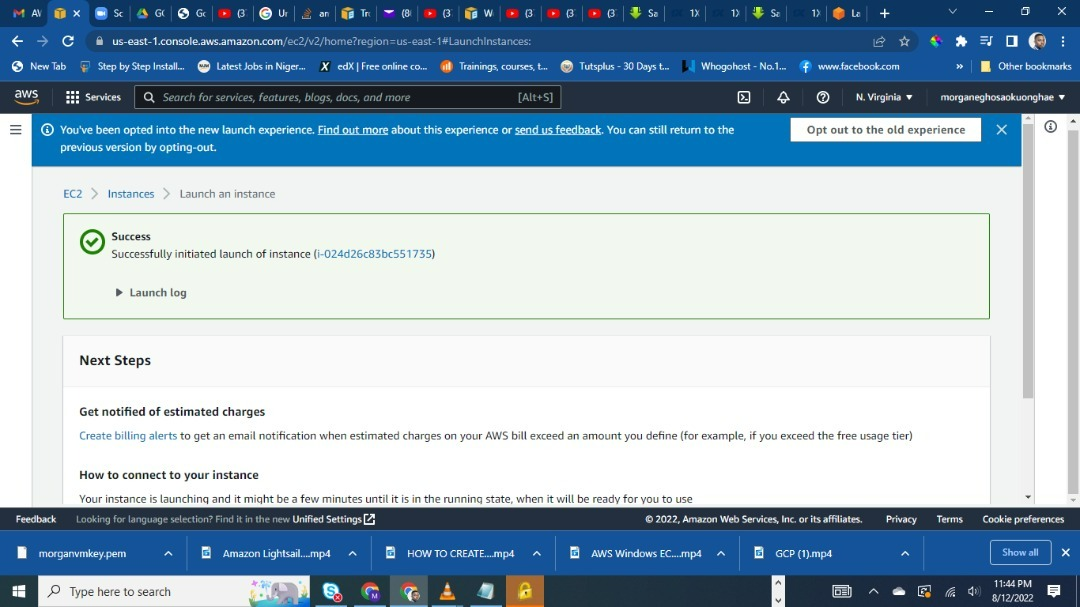 M AW
Sc
GC
Gc
(3
Ur
an
Tr
(8(
(3
W
(3
(3
(3
Sa
1)
1)
Sa
1)
La
us-east-1.console.aws.amazon.com/ec2/v2/home?region=us-east-1#LaunchInstances:
New Tab
Step by Step Install...
Latest Jobs in Niger...
edX | Free online co...
Trainings, courses, t...
Tutsplus - 30 Days t...
Whogohost - No.1...
www.facebook.com
»
Other bookmarks
aws
Services
Search for services, features, blogs, docs, and more
[Alt+S]
N. Virginia ▼
morganeghosaokuonghae ▼
You've been opted into the new launch experience. Find out more about this experience or send us feedback. You can still return to the
previous version by opting-out.
Opt out to the old experience
EC2 > Instances > Launch an instance
Success
Successfully initiated launch of instance (i-024d26c83bc551735)
Launch log
Next Steps
Get notified of estimated charges
Create billing alerts to get an email notification when estimated charges on your AWS bill exceed an amount you define (for example, if you exceed the free usage tier)
How to connect to your instance
Your instance is launching and it might be a few minutes until it is in the running state, when it will be ready for you to use
Feedback
Looking for language selection? Find it in the new Unified Settings
© 2022, Amazon Web Services, Inc. or its affiliates.
Privacy
Terms
Cookie preferences
morganvmkey.pem
Amazon Lightsail....mp4
HOW TO CREATE....mp4
AWS Windows EC....mp4
GCP (1).mp4
Show all
Type here to search
11:44 PM
8/12/2022